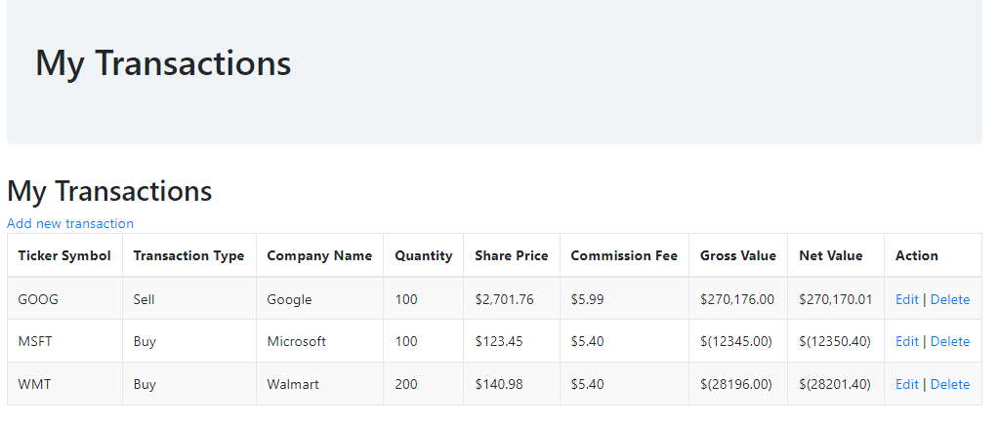 My Transactions
My Transactions
Add new transaction
Ticker Symbol Transaction Type Company Name Quantity Share Price Commission Fee Gross Value Net Value Action
GOOG Sell Google 100 $2,701.76 $5.99 $270,176.00 $270,170.01 Edit | Delete
MSFT Buy Microsoft 100 $123.45 $5.40 $(12345.00) $(12350.40) Edit | Delete
WMT Buy Walmart 200 $140.98 $5.40 $(28196.00) $(28201.40) Edit | Delete